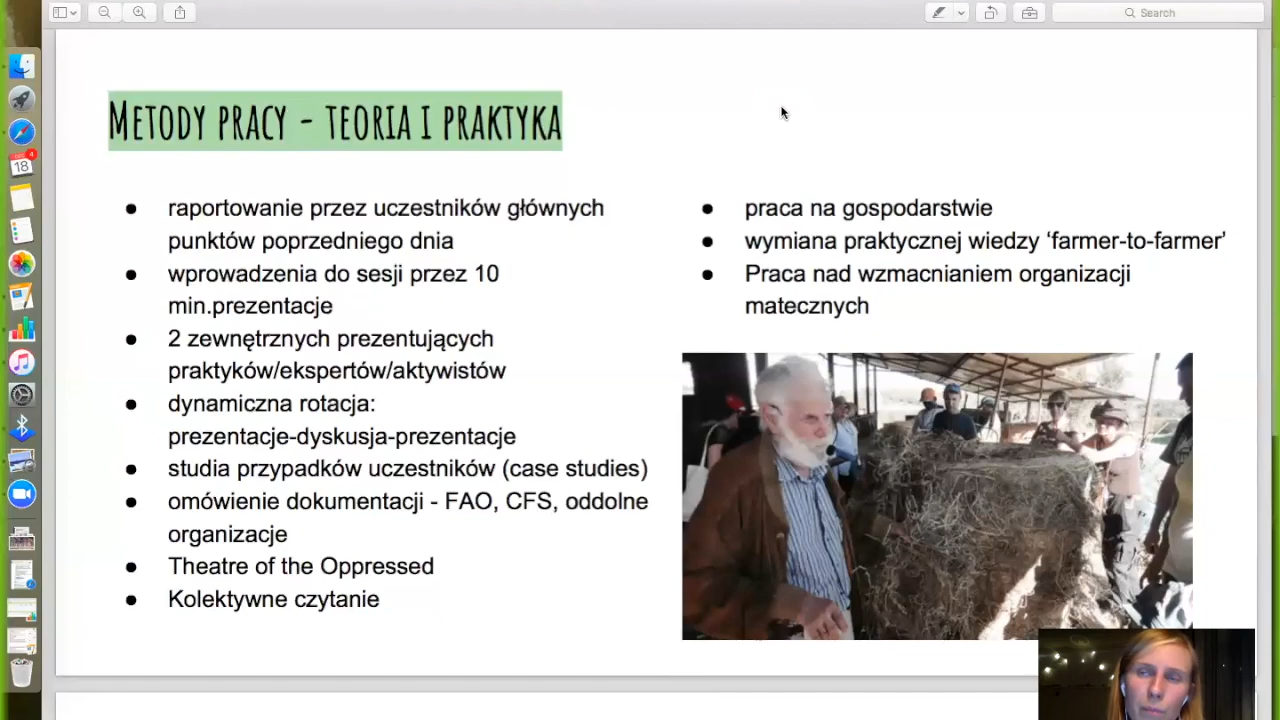 Search
4
18
Metody pracy - teoria i praktyka
raportowanie przez uczestników głównych
punktów poprzedniego dnia
wprowadzenia do sesji przez 10
min.prezentacje
2 zewnętrznych prezentujących
praktyków/ekspertów/aktywistów
dynamiczna rotacja:
prezentacje-dyskusja-prezentacje
studia przypadków uczestników (case studies)
omówienie dokumentacji - FAO, CFS, oddolne
organizacje
Theatre of the Oppressed
Kolektywne czytanie
praca na gospodarstwie
wymiana praktycznej wiedzy ‘farmer-to-farmer’
Praca nad wzmacnianiem organizacji
matecznych